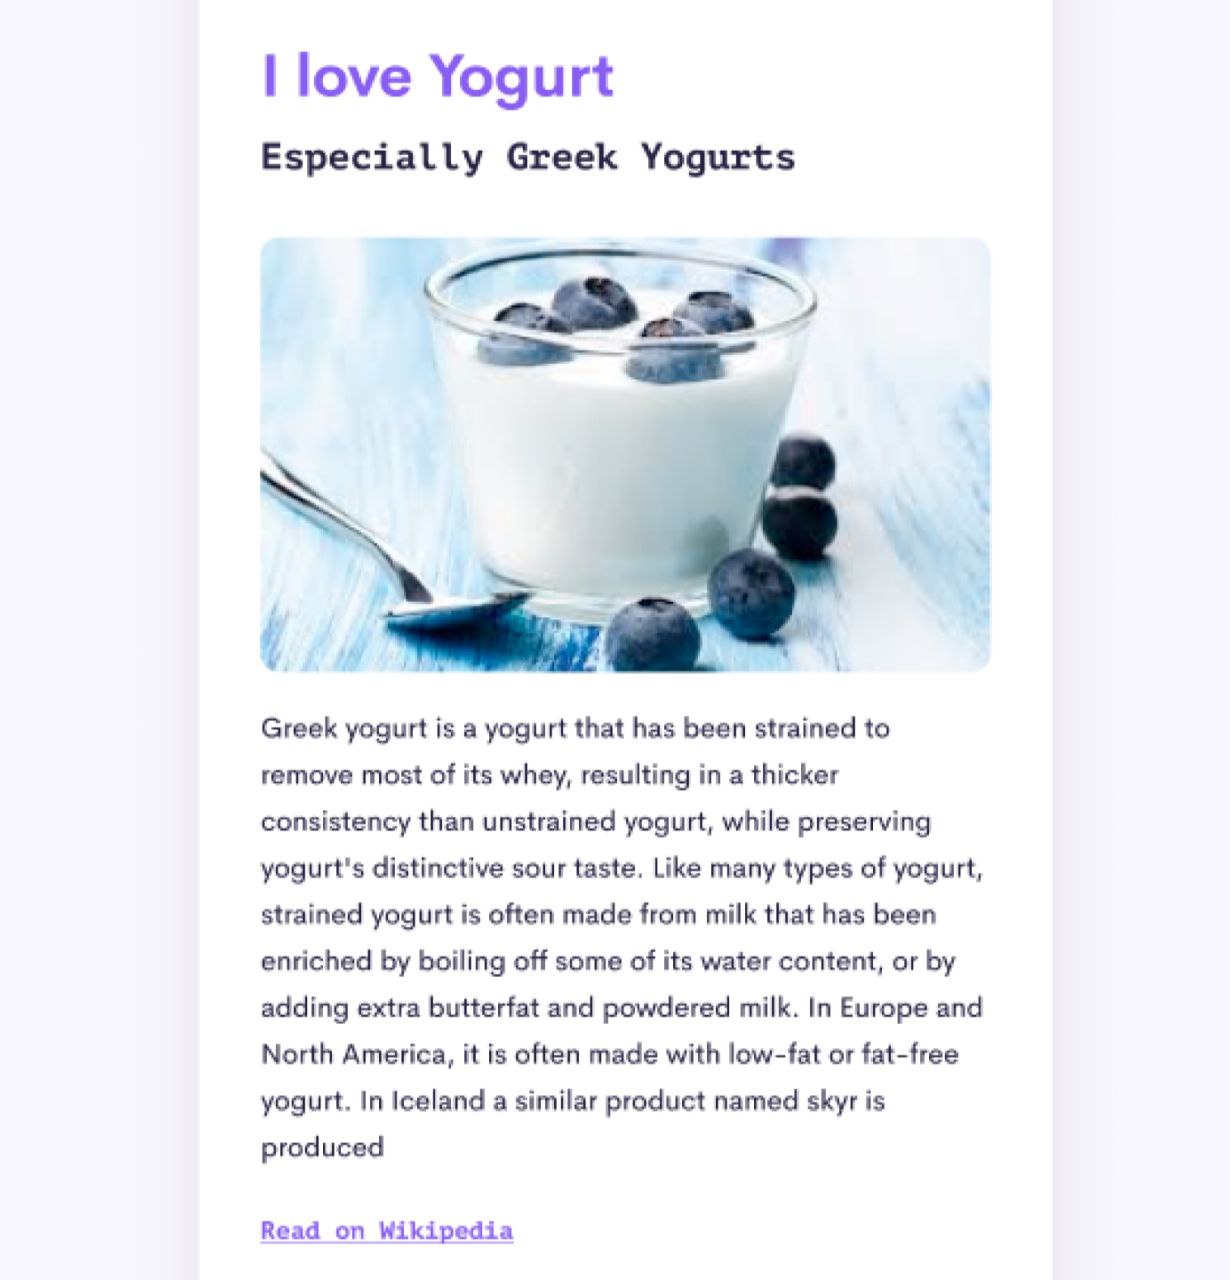 I love Yogurt
Especially Greek Yogurts
Greek yogurt is a yogurt that has been strained to
remove most of its whey, resulting in a thicker
consistency than unstrained yogurt, while preserving
yogurt's distinctive sour taste. Like many types of yogurt,
strained yogurt is often made from milk that has been
enriched by boiling off some of its water content, or by
adding extra butterfat and powdered milk. In Europe and
North America, it is often made with low-fat or fat-free
yogurt. In Iceland a similar product named skyr is
produced
Read on Wikipedia